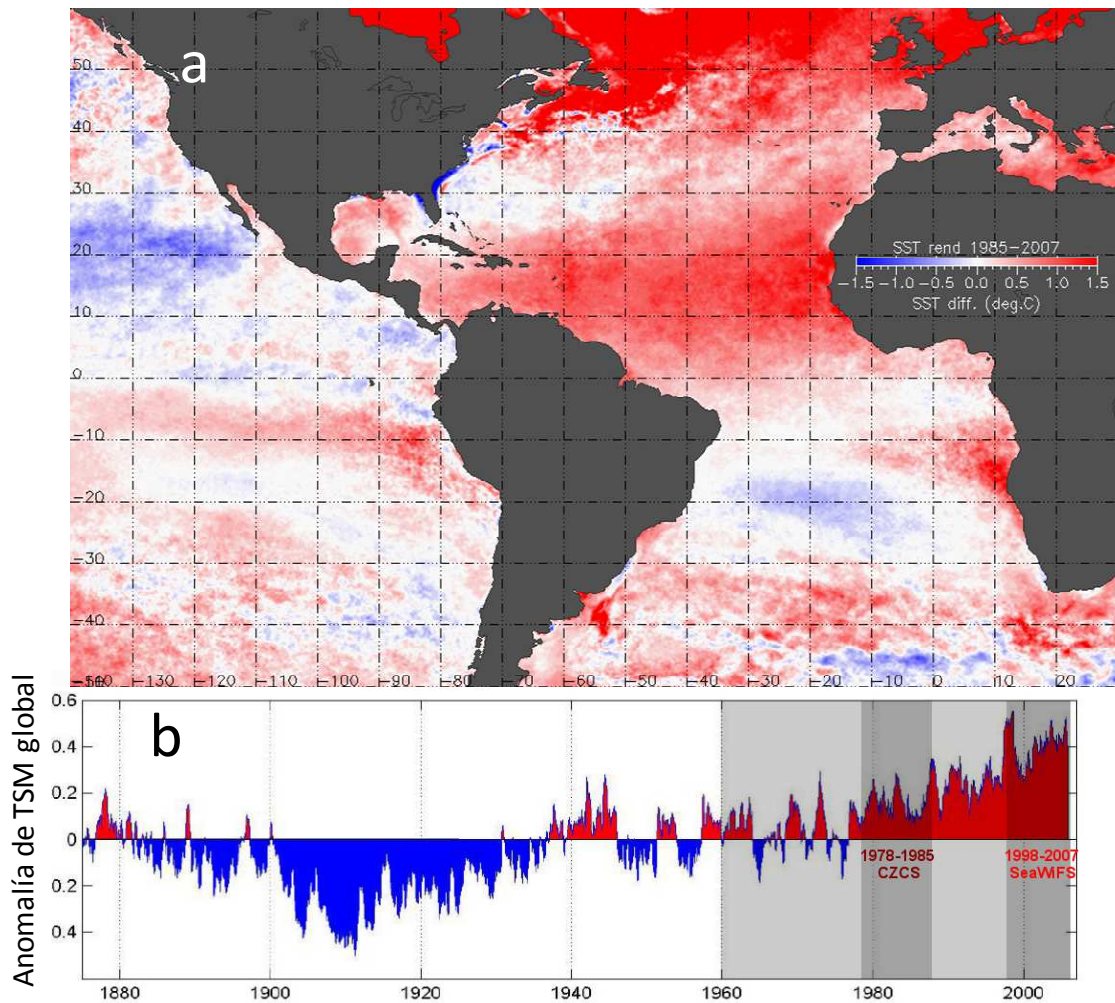 a
50
40
30
20
SST rend 1985-2007
-1.5 -1.0 -0.5 0.0 0.5 1.0 1.5
SST diff. (deg.C)
10
0
-10
-20
-30
-40
-130 -120 -110 -100 -90 -80 -70 -60 -50 -40 -30 -20 -10 0 10 20
Anomalía de TSM global
b
0.6
0.4
0.2
0
0.2
0.4
1978-1985
CZCS
1998-2007
SeaWiFS
1880 1900 1920 1940 1960 1980 2000